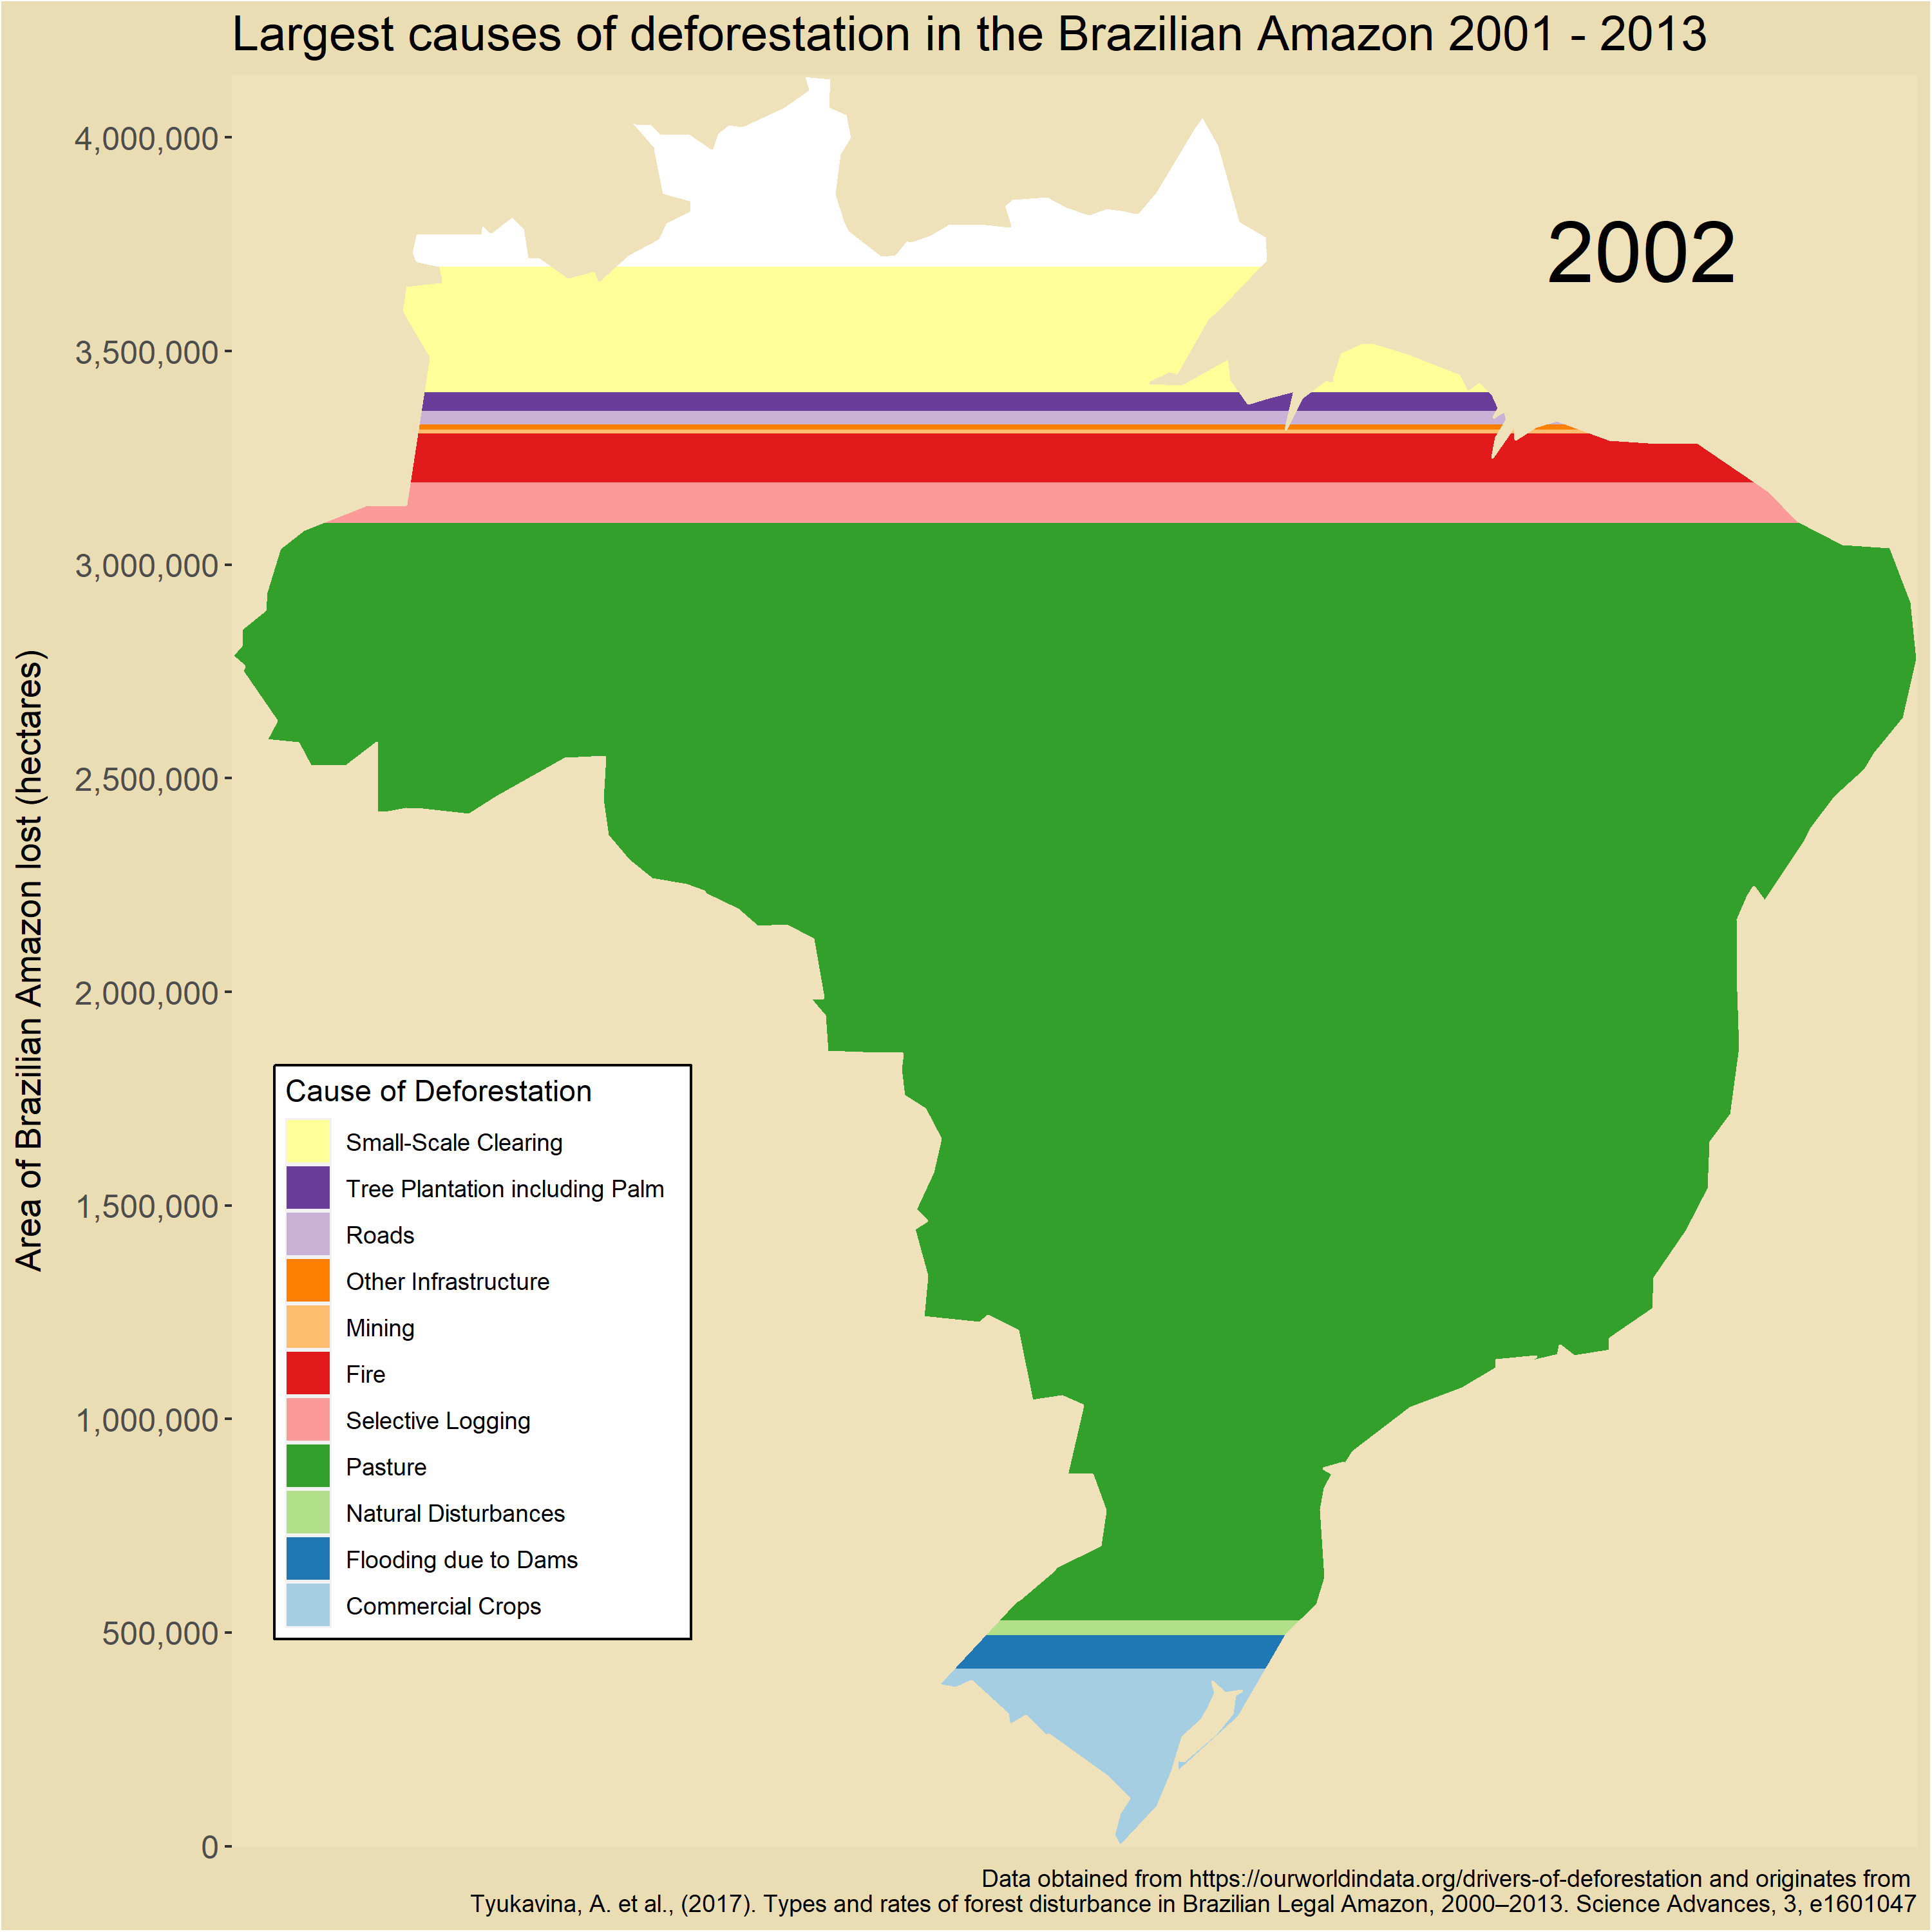 Largest causes of deforestation in the Brazilian Amazon 2001 - 2013
2002
4,000,000
3,500,000
3,000,000
2,500,000
2,000,000
1,500,000
1,000,000
500,000
0
Area of Brazilian Amazon lost (hectares)
Cause of Deforestation
Small-Scale Clearing
Tree Plantation including Palm
Roads
Other Infrastructure
Mining
Fire
Selective Logging
Pasture
Natural Disturbances
Flooding due to Dams
Commercial Crops
Data obtained from https://ourworldindata.org/drivers-of-deforestation and originates from
Tyukavina, A. et al., (2017). Types and rates of forest disturbance in Brazilian Legal Amazon, 2000–2013. Science Advances, 3, e1601047